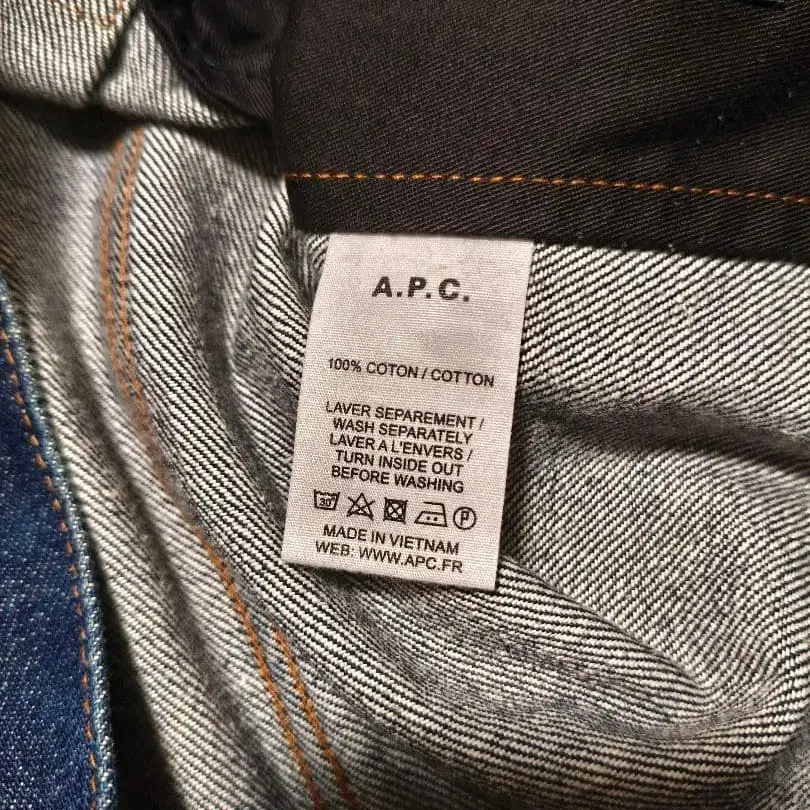 A.P.C.
100% COTON / COTTON
LAVER SEPAREMENT /
WASH SEPARATELY
LAVER A L'ENVERS /
TURN INSIDE OUT
BEFORE WASHING
30 P
MADE IN VIETNAM
WEB: WWW.APC.FR